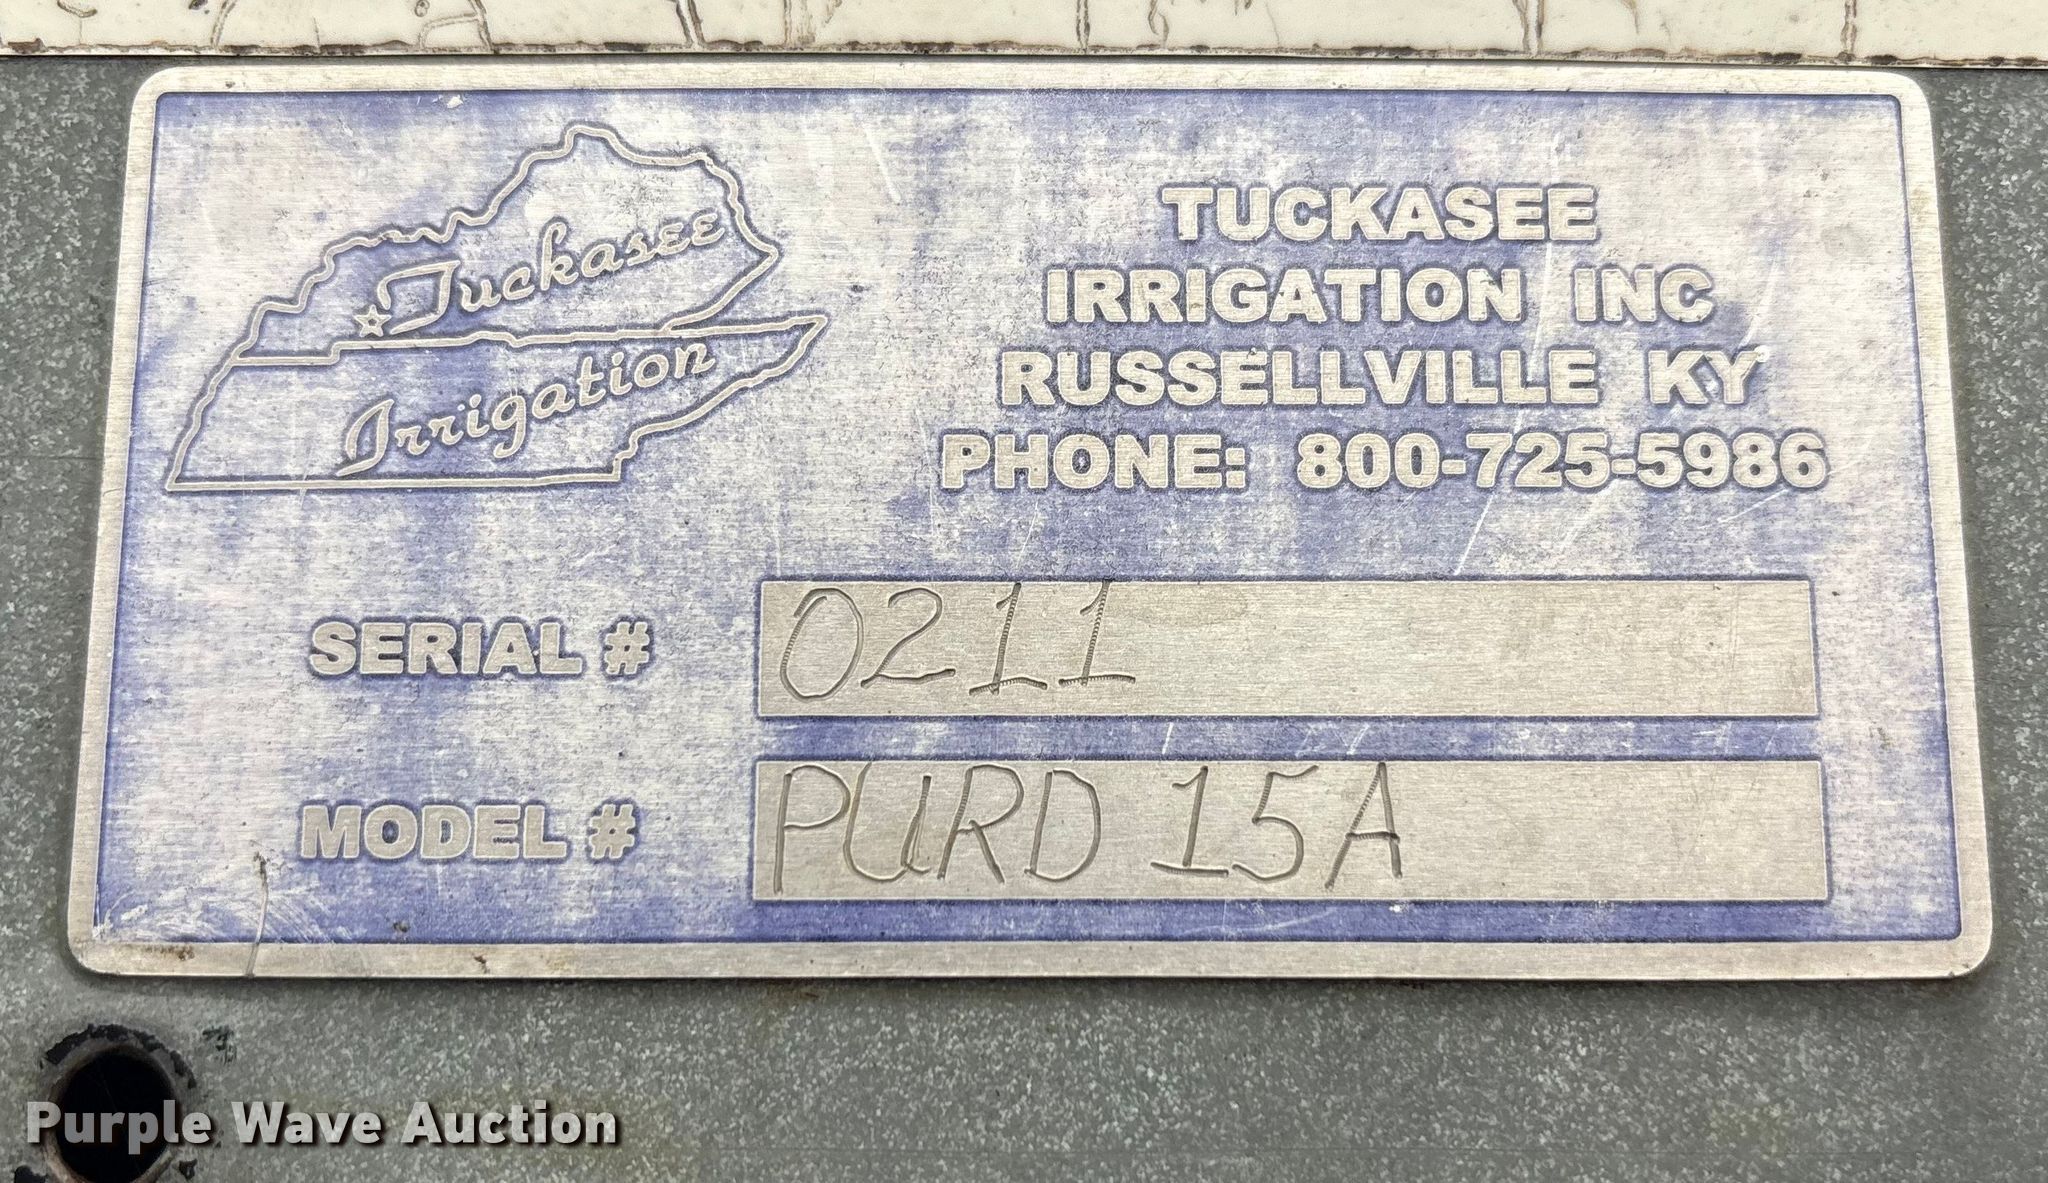 Tuckasee
Irrigation
TUCKASEE
IRRIGATION INC
RUSSELLVILLE KY
PHONE: 800-725-5986
SERIAL # 0211
MODEL # PURD 15A
Purple Wave Auction